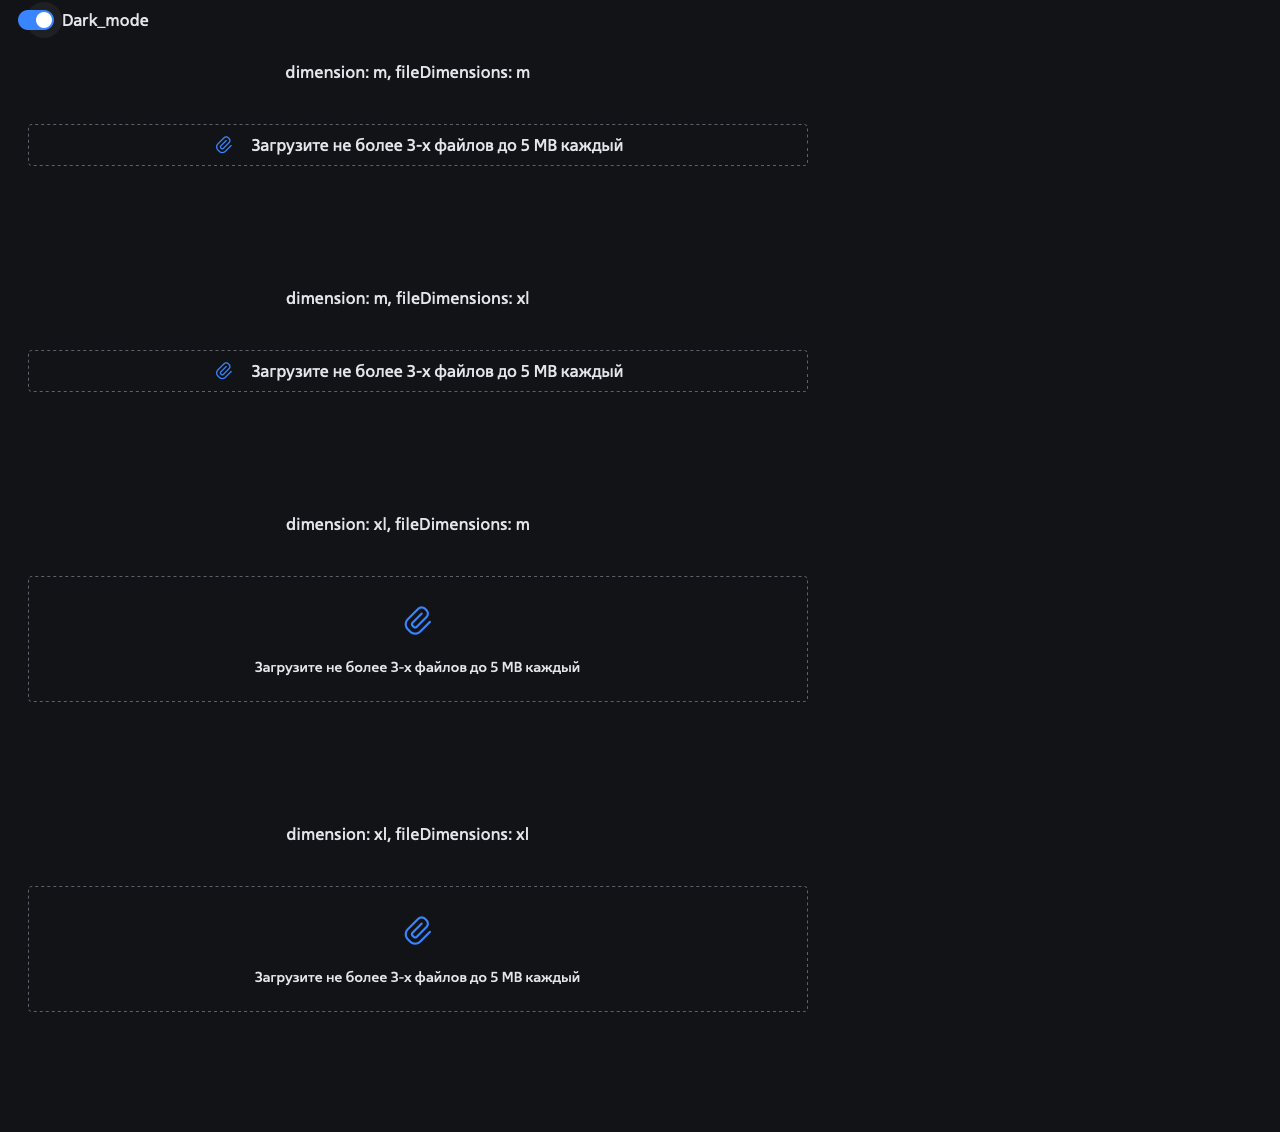 Dark_mode
dimension: m, fileDimensions: m
Загрузите не более 3-х файлов до 5 MB каждый
dimension: m, fileDimensions: xl
Загрузите не более 3-х файлов до 5 MB каждый
dimension: xl, fileDimensions: m
Загрузите не более 3-х файлов до 5 MB каждый
dimension: xl, fileDimensions: xl
Загрузите не более 3-х файлов до 5 MB каждый